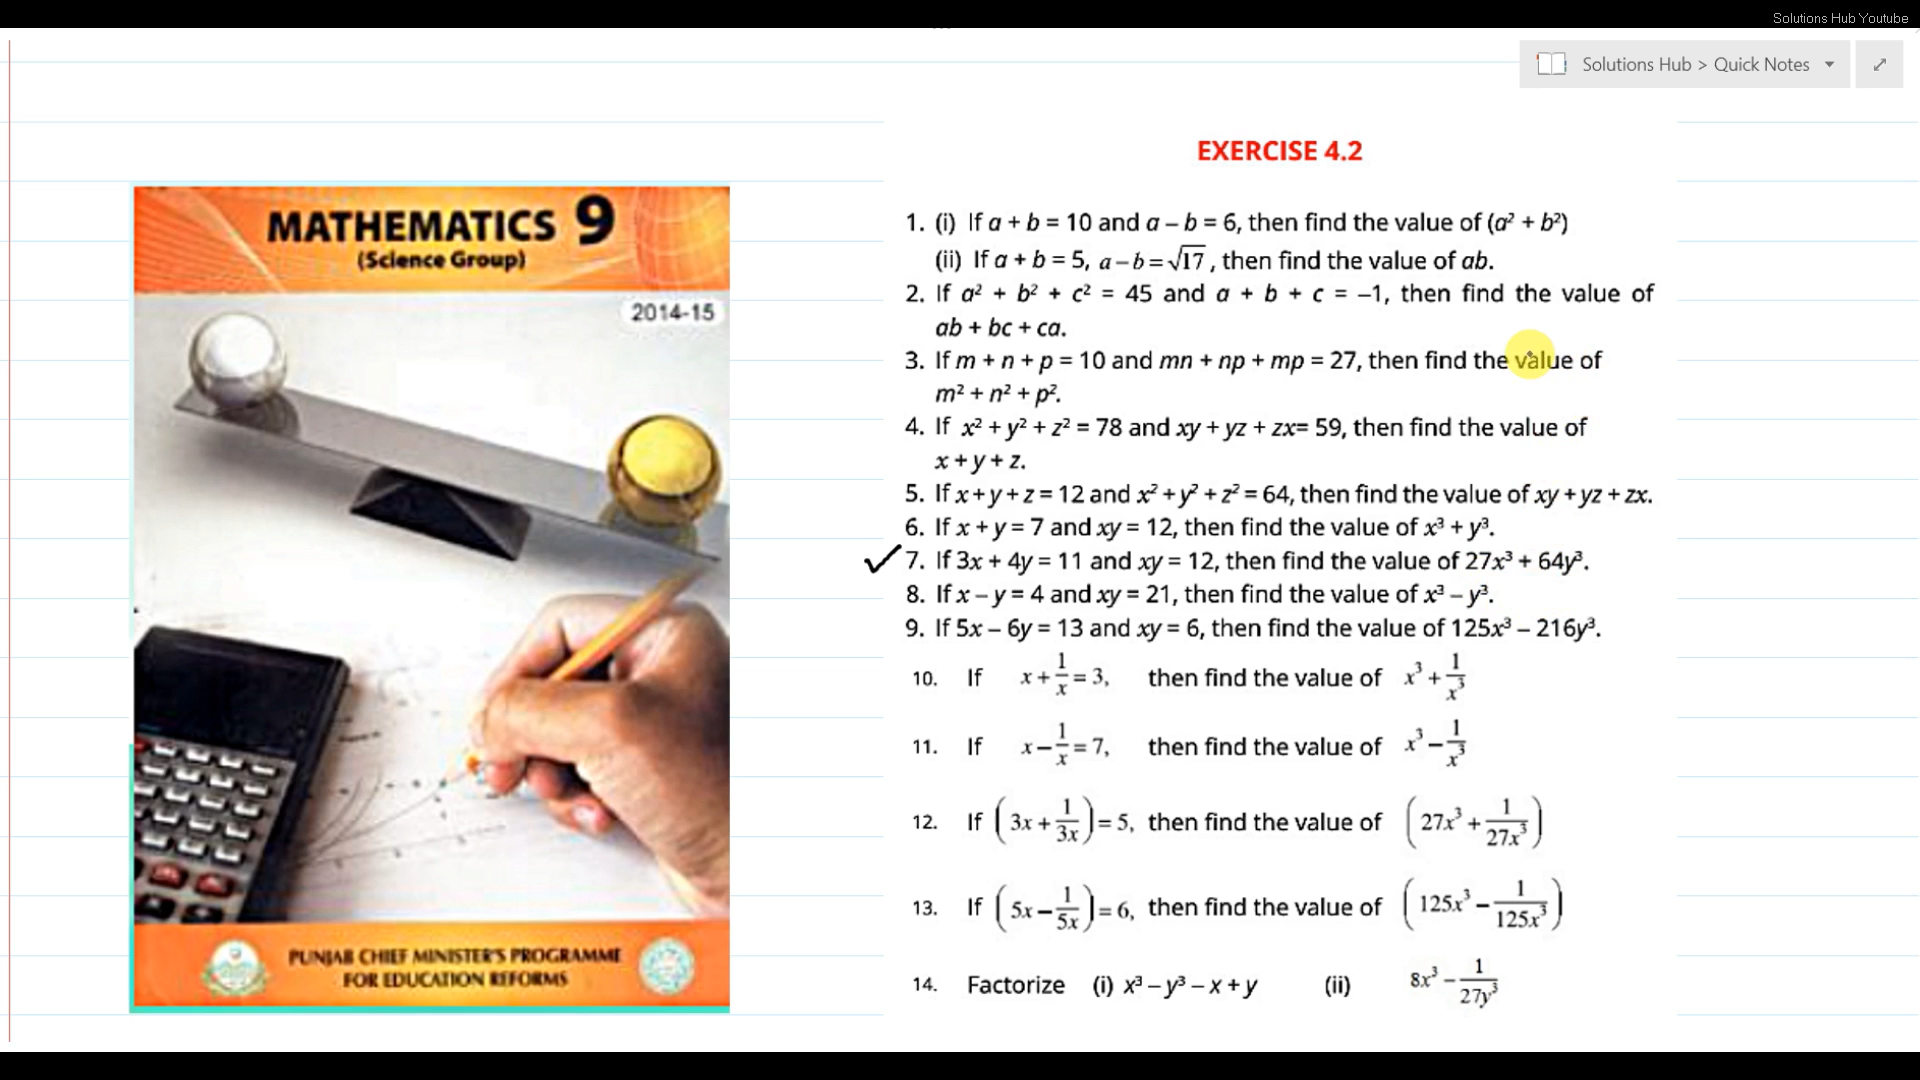 Solutions Hub Youtube
Solutions Hub > Quick Notes
MATHEMATICS 9
(Science Group)
2014-15
PUNJAB CHIEF MINISTER'S PROGRAMME
FOR EDUCATION REFORMS
EXERCISE 4.2
1. (i) If a + b = 10 and a – b = 6, then find the value of (a² + b²)
(ii) If a + b = 5, a – b = √17, then find the value of ab.
2. If a² + b² + c² = 45 and a + b + c = –1, then find the value of
ab + bc + ca.
3. If m + n + p = 10 and mn + np + mp = 27, then find the value of
m² + n² + p².
4. If x² + y² + z² = 78 and xy + yz + zx= 59, then find the value of
x + y + z.
5. If x + y + z = 12 and x² + y² + z² = 64, then find the value of xy + yz + zx.
6. If x + y = 7 and xy = 12, then find the value of x³ + y³.
7. If 3x + 4y = 11 and xy = 12, then find the value of 27x³ + 64y³.
8. If x – y = 4 and xy = 21, then find the value of x³ – y³.
9. If 5x – 6y = 13 and xy = 6, then find the value of 125x³ – 216y³.
10. If x + 1/x = 3, then find the value of x³ + 1/x³
11. If x – 1/x = 7, then find the value of x³ – 1/x³
12. If (3x + 1/3x) = 5, then find the value of (27x³ + 1/27x³)
13. If (5x – 1/5x) = 6, then find the value of (125x³ – 1/125x³)
14. Factorize (i) x³ – y³ – x + y (ii) 8x³ – 1/27y³